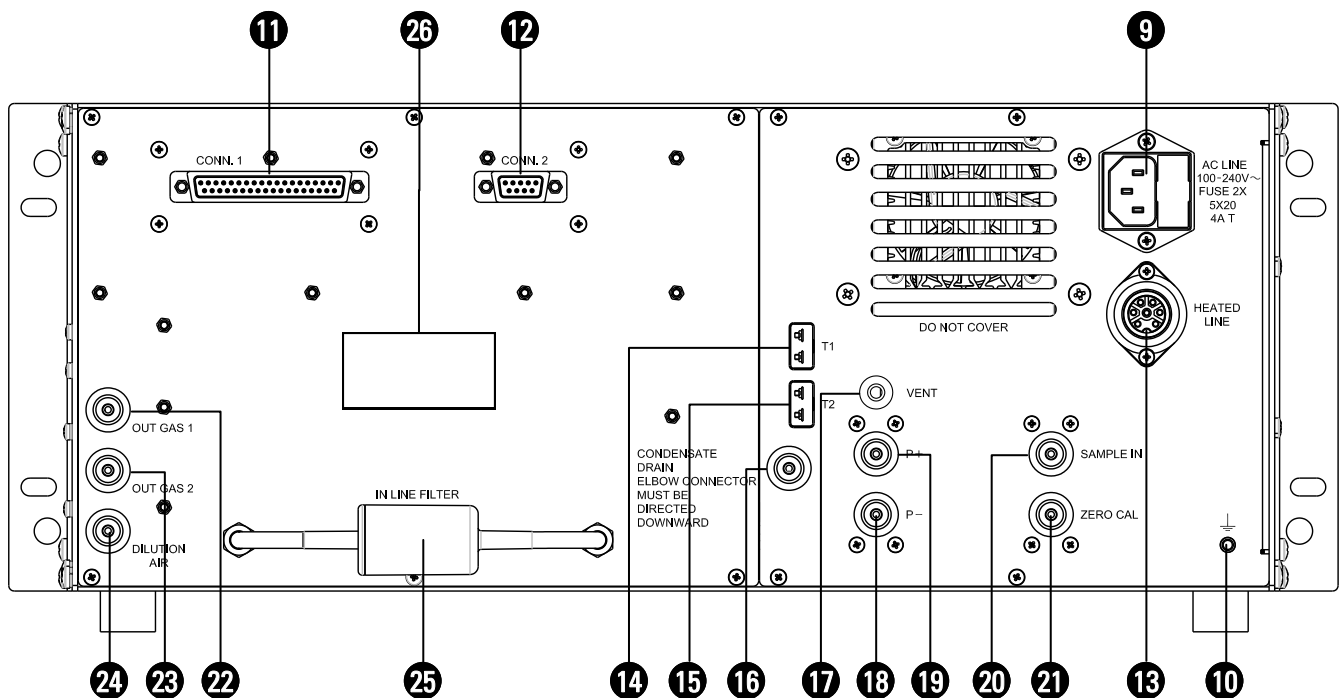 11
26
12
9
CONN. 1
CONN. 2
AC LINE
100-240V~
FUSE 2X
5X20
4A T
DO NOT COVER
HEATED
LINE
T1
T2
VENT
OUT GAS 1
OUT GAS 2
DILUTION
AIR
IN LINE FILTER
CONDENSATE
DRAIN
ELBOW CONNECTOR
MUST BE
DIRECTED
DOWNWARD
P+
P-
SAMPLE IN
ZERO CAL
24
23
22
25
14
15
16
17
18
19
20
21
13
10